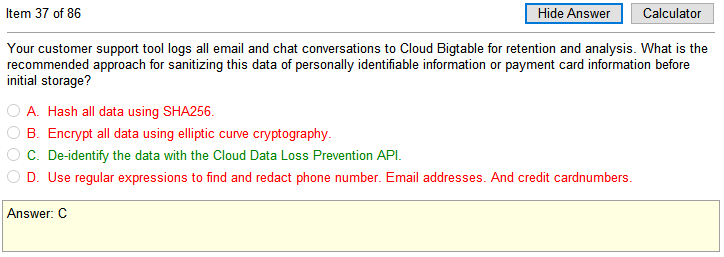 Item 37 of 86
Hide Answer
Calculator
Your customer support tool logs all email and chat conversations to Cloud Bigtable for retention and analysis. What is the
recommended approach for sanitizing this data of personally identifiable information or payment card information before
initial storage?
A. Hash all data using SHA256.
B. Encrypt all data using elliptic curve cryptography.
C. De-identify the data with the Cloud Data Loss Prevention API.
D. Use regular expressions to find and redact phone number. Email addresses. And credit cardnumbers.
Answer: C